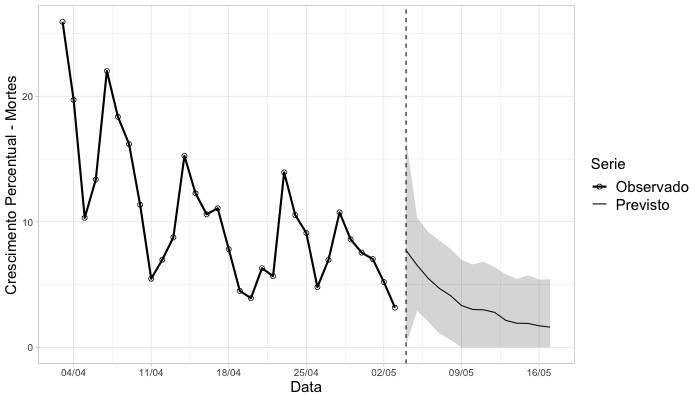 Crescimento Percentual - Mortes
20
10
0
04/04
11/04
18/04
25/04
02/05
09/05
16/05
Data
Serie
Observado
Previsto